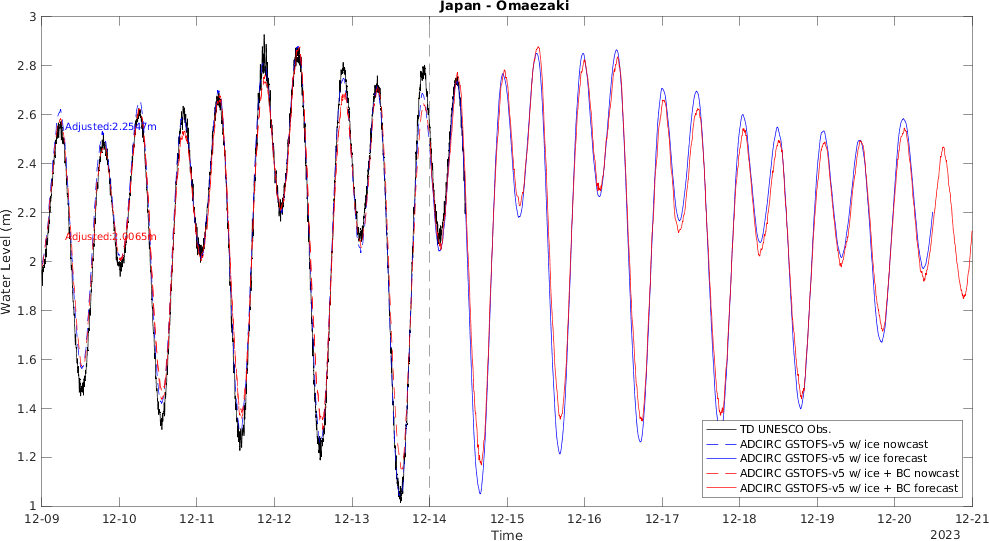 Japan - Omaezaki
3
2.8
2.6
2.4
2.2
2
1.8
1.6
1.4
1.2
1
Water Level (m)
Adjusted:2.2547m
Adjusted:2.0065m
TD UNESCO Obs.
ADCIRC GSTOFS-v5 w/ ice nowcast
ADCIRC GSTOFS-v5 w/ ice forecast
ADCIRC GSTOFS-v5 w/ ice + BC nowcast
ADCIRC GSTOFS-v5 w/ ice + BC forecast
12-09 12-10 12-11 12-12 12-13 12-14 12-15 12-16 12-17 12-18 12-19 12-20 12-21
Time
2023